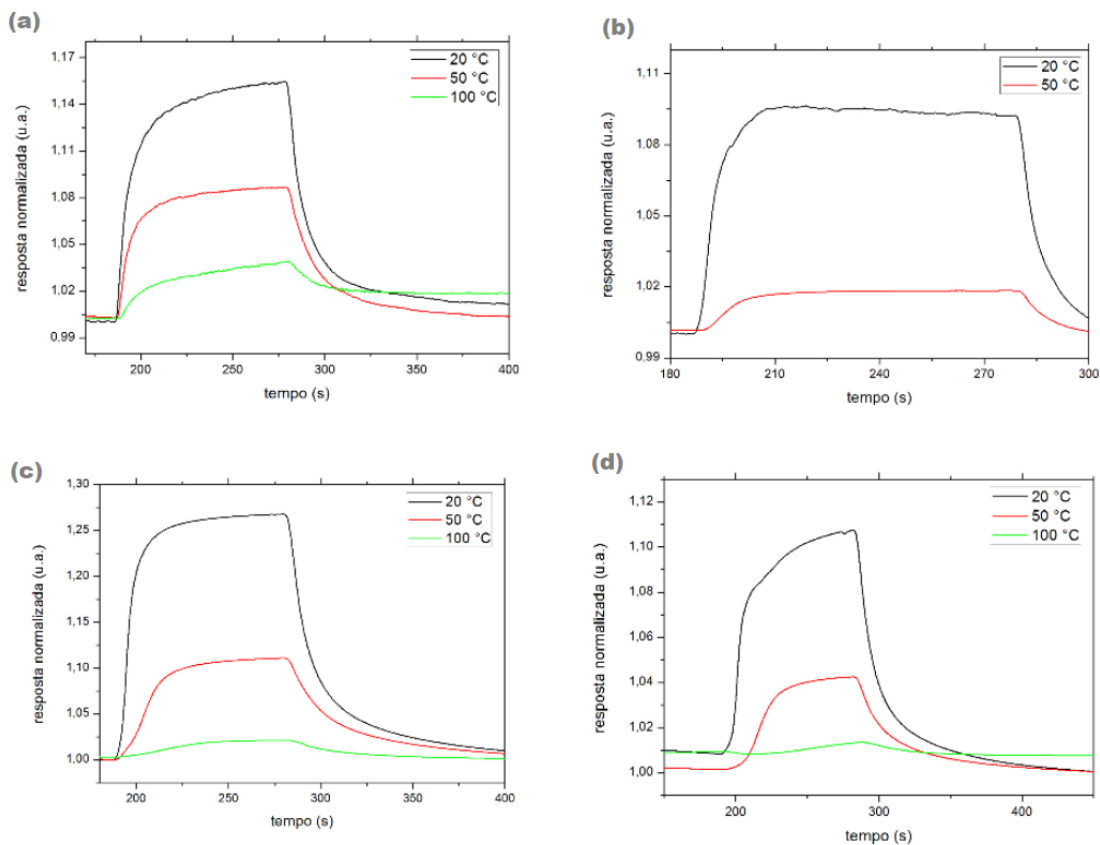 (a)
1.17
1,14
1,11
1,08
1,05
1,02
0.99
resposta normalizada (u.a.)
20 °C
50 °C
100 °C
200
250
300
350
400
tempo (s)
(b)
1,11
1,08
1,05
1,02
0.99
resposta normalizada (u.a.)
20 °C
50 °C
180
210
240
270
300
tempo (s)
(c)
1,30
1,25
1,20
1,15
1,10
1,05
1,00
resposta normalizada (u.a.)
20 °C
50 °C
100 °C
200
250
300
350
400
tempo (s)
(d)
1,12
1,10
1,08
1,06
1,04
1,02
1,00
resposta normalizada (u.a.)
20 °C
50 °C
100 °C
200
300
400
tempo (s)